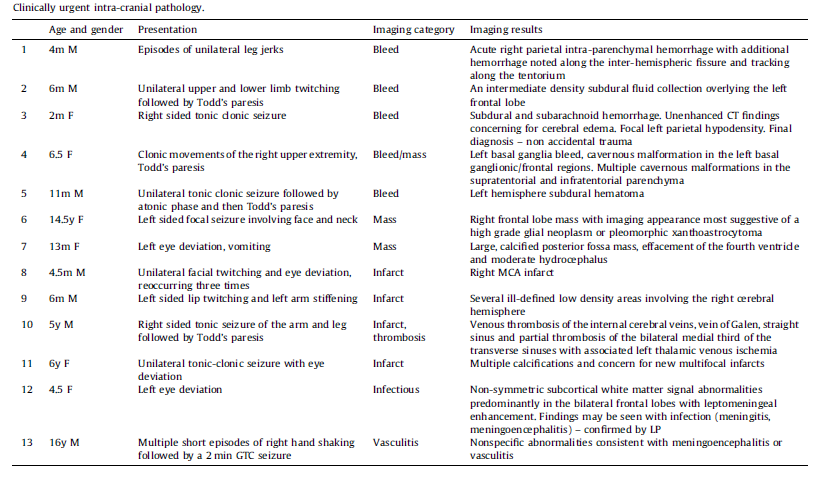 Clinically urgent intra-cranial pathology.
Age and gender Presentation Imaging category Imaging results
1 4m M Episodes of unilateral leg jerks Bleed Acute right parietal intra-parenchymal hemorrhage with additional
hemorrhage noted along the inter-hemispheric fissure and tracking
along the tentorium
2 6m M Unilateral upper and lower limb twitching Bleed An intermediate density subdural fluid collection overlying the left
followed by Todd's paresis frontal lobe
3 2m F Right sided tonic clonic seizure Bleed Subdural and subarachnoid hemorrhage. Unenhanced CT findings
concerning for cerebral edema. Focal left parietal hypodensity. Final
diagnosis – non accidental trauma
4 6.5 F Clonic movements of the right upper extremity, Bleed/mass Left basal ganglia bleed, cavernous malformation in the left basal
Todd's paresis ganglionic/frontal regions. Multiple cavernous malformations in the
supratentorial and infratentorial parenchyma
5 11m M Unilateral tonic clonic seizure followed by Bleed Left hemisphere subdural hematoma
atonic phase and then Todd's paresis
6 14.5y F Left sided focal seizure involving face and neck Mass Right frontal lobe mass with imaging appearance most suggestive of a
high grade glial neoplasm or pleomorphic xanthoastrocytoma
7 13m F Left eye deviation, vomiting Mass Large, calcified posterior fossa mass, effacement of the fourth ventricle
and moderate hydrocephalus
8 4.5m M Unilateral facial twitching and eye deviation, Infarct Right MCA infarct
reoccurring three times
9 6m M Left sided lip twitching and left arm stiffening Infarct Several ill-defined low density areas involving the right cerebral
hemisphere
10 5y M Right sided tonic seizure of the arm and leg Infarct, Venous thrombosis of the internal cerebral veins, vein of Galen, straight
followed by Todd's paresis thrombosis sinus and partial thrombosis of the bilateral medial third of the
transverse sinuses with associated left thalamic venous ischemia
11 6y F Unilateral tonic-clonic seizure with eye Infarct Multiple calcifications and concern for new multifocal infarcts
deviation
12 4.5 F Left eye deviation Infectious Non-symmetric subcortical white matter signal abnormalities
predominantly in the bilateral frontal lobes with leptomeningeal
enhancement. Findings may be seen with infection (meningitis,
meningoencephalitis) – confirmed by LP
13 16y M Multiple short episodes of right hand shaking Vasculitis Nonspecific abnormalities consistent with meningoencephalitis or
followed by a 2 min GTC seizure vasculitis